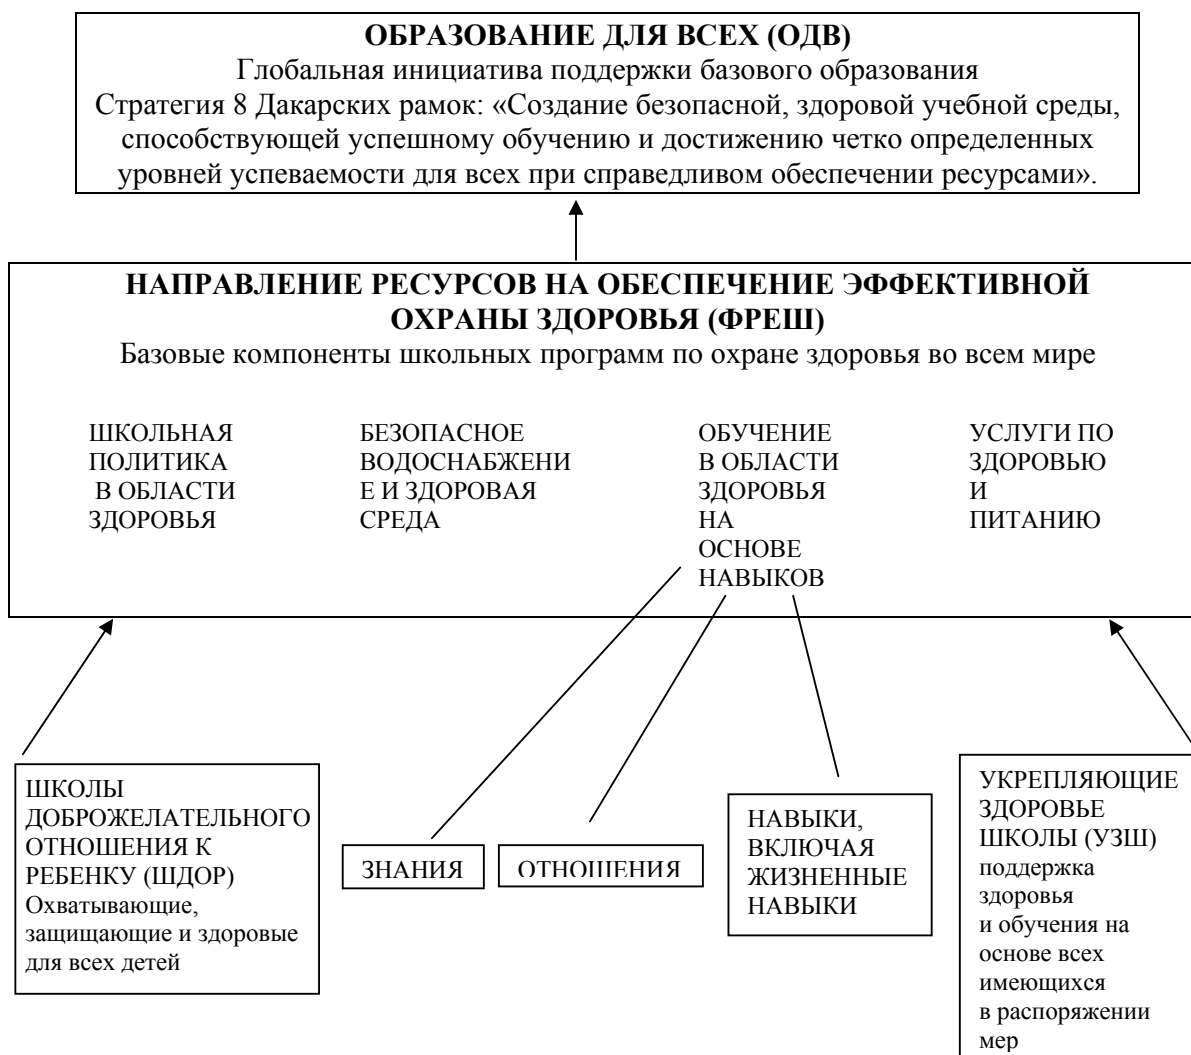 ОБРАЗОВАНИЕ ДЛЯ ВСЕХ (ОДВ)
Глобальная инициатива поддержки базового образования
Стратегия 8 Дакарских рамок: «Создание безопасной, здоровой учебной среды,
способствующей успешному обучению и достижению четко определенных
уровней успеваемости для всех при справедливом обеспечении ресурсами».
НАПРАВЛЕНИЕ РЕСУРСОВ НА ОБЕСПЕЧЕНИЕ ЭФФЕКТИВНОЙ
ОХРАНЫ ЗДОРОВЬЯ (ФРЕШ)
Базовые компоненты школьных программ по охране здоровья во всем мире
ШКОЛЬНАЯ
ПОЛИТИКА
В ОБЛАСТИ
ЗДОРОВЬЯ
БЕЗОПАСНОЕ
ВОДОСНАБЖЕНИ
Е И ЗДОРОВАЯ
СРЕДА
ОБУЧЕНИЕ
В ОБЛАСТИ
ЗДОРОВЬЯ
НА
ОСНОВЕ
НАВЫКОВ
УСЛУГИ ПО
ЗДОРОВЬЮ
И
ПИТАНИЮ
ШКОЛЫ
ДОБРОЖЕЛАТЕЛЬНОГО
ОТНОШЕНИЯ К
РЕБЕНКУ (ШДОР)
Охватывающие,
защищающие и здоровые
для всех детей
ЗНАНИЯ
ОТНОШЕНИЯ
НАВЫКИ,
ВКЛЮЧАЯ
ЖИЗНЕННЫЕ
НАВЫКИ
УКРЕПЛЯЮЩИЕ
ЗДОРОВЬЕ
ШКОЛЫ (УЗШ)
поддержка
здоровья
и обучения на
основе всех
имеющихся
в распоряжении
мер